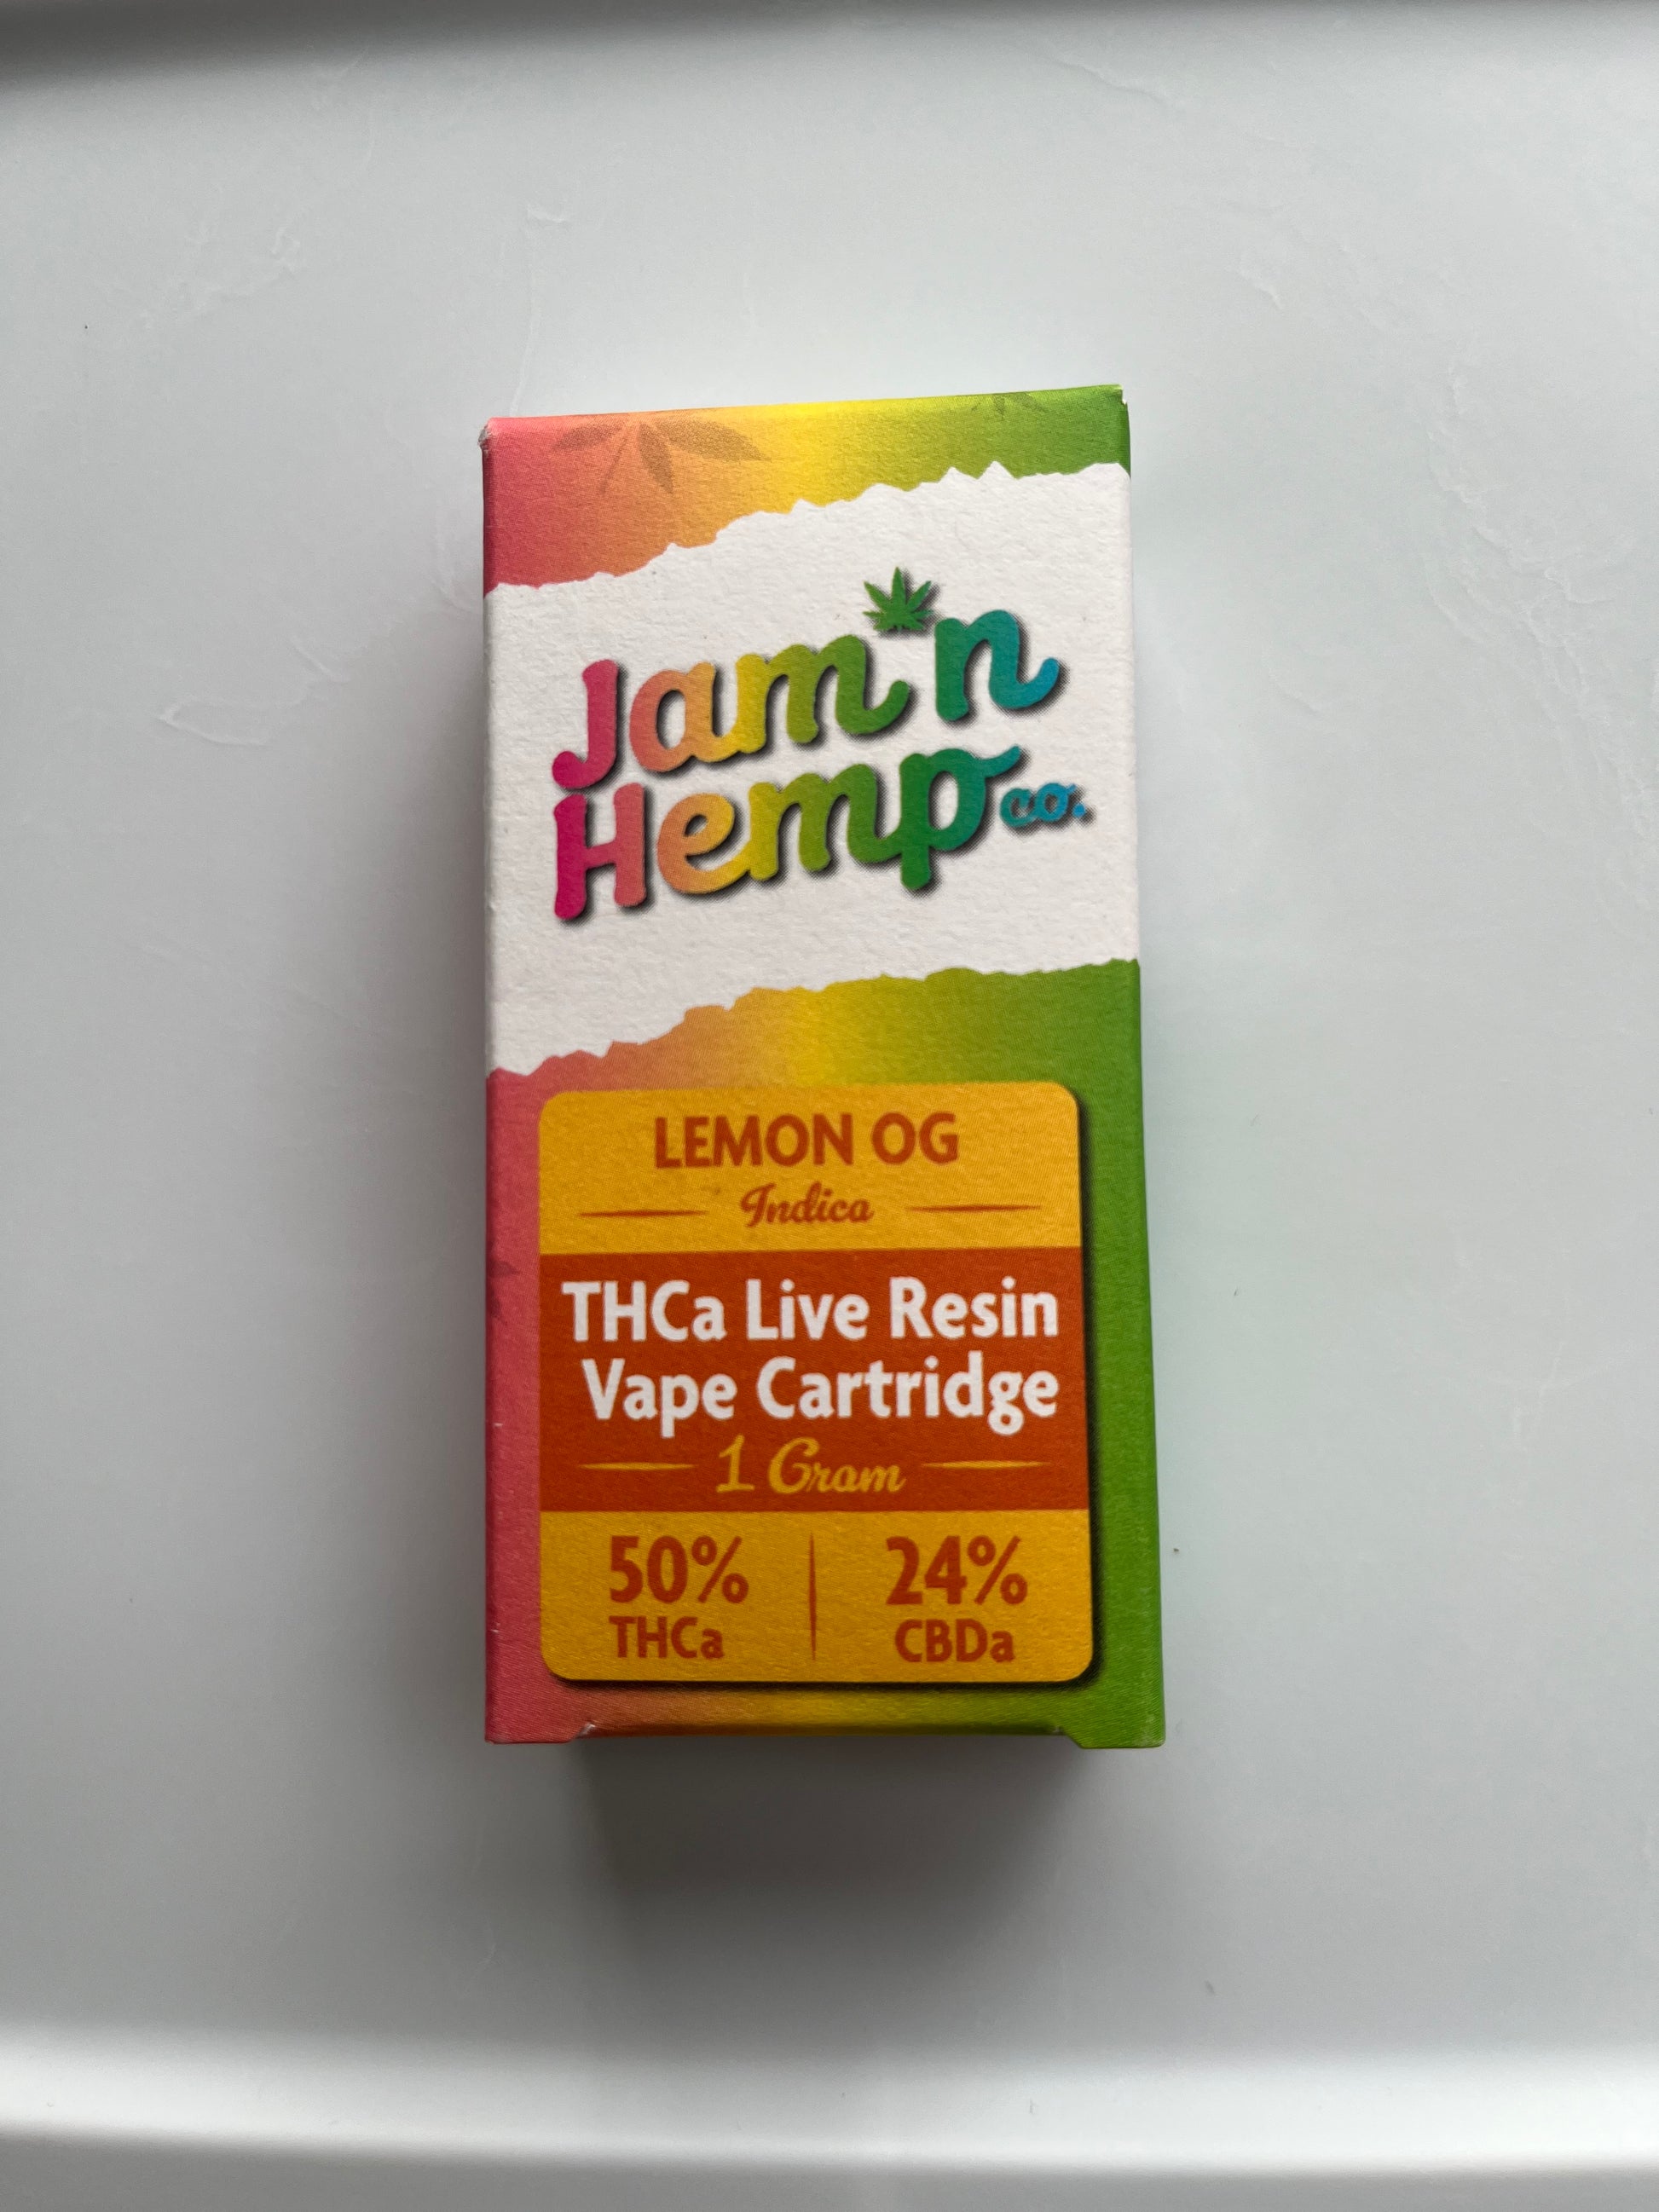 Jam'n
Hemp co.
LEMON OG
Indica
THCa Live Resin
Vape Cartridge
1 Gram
50% 24%
THCa CBDa